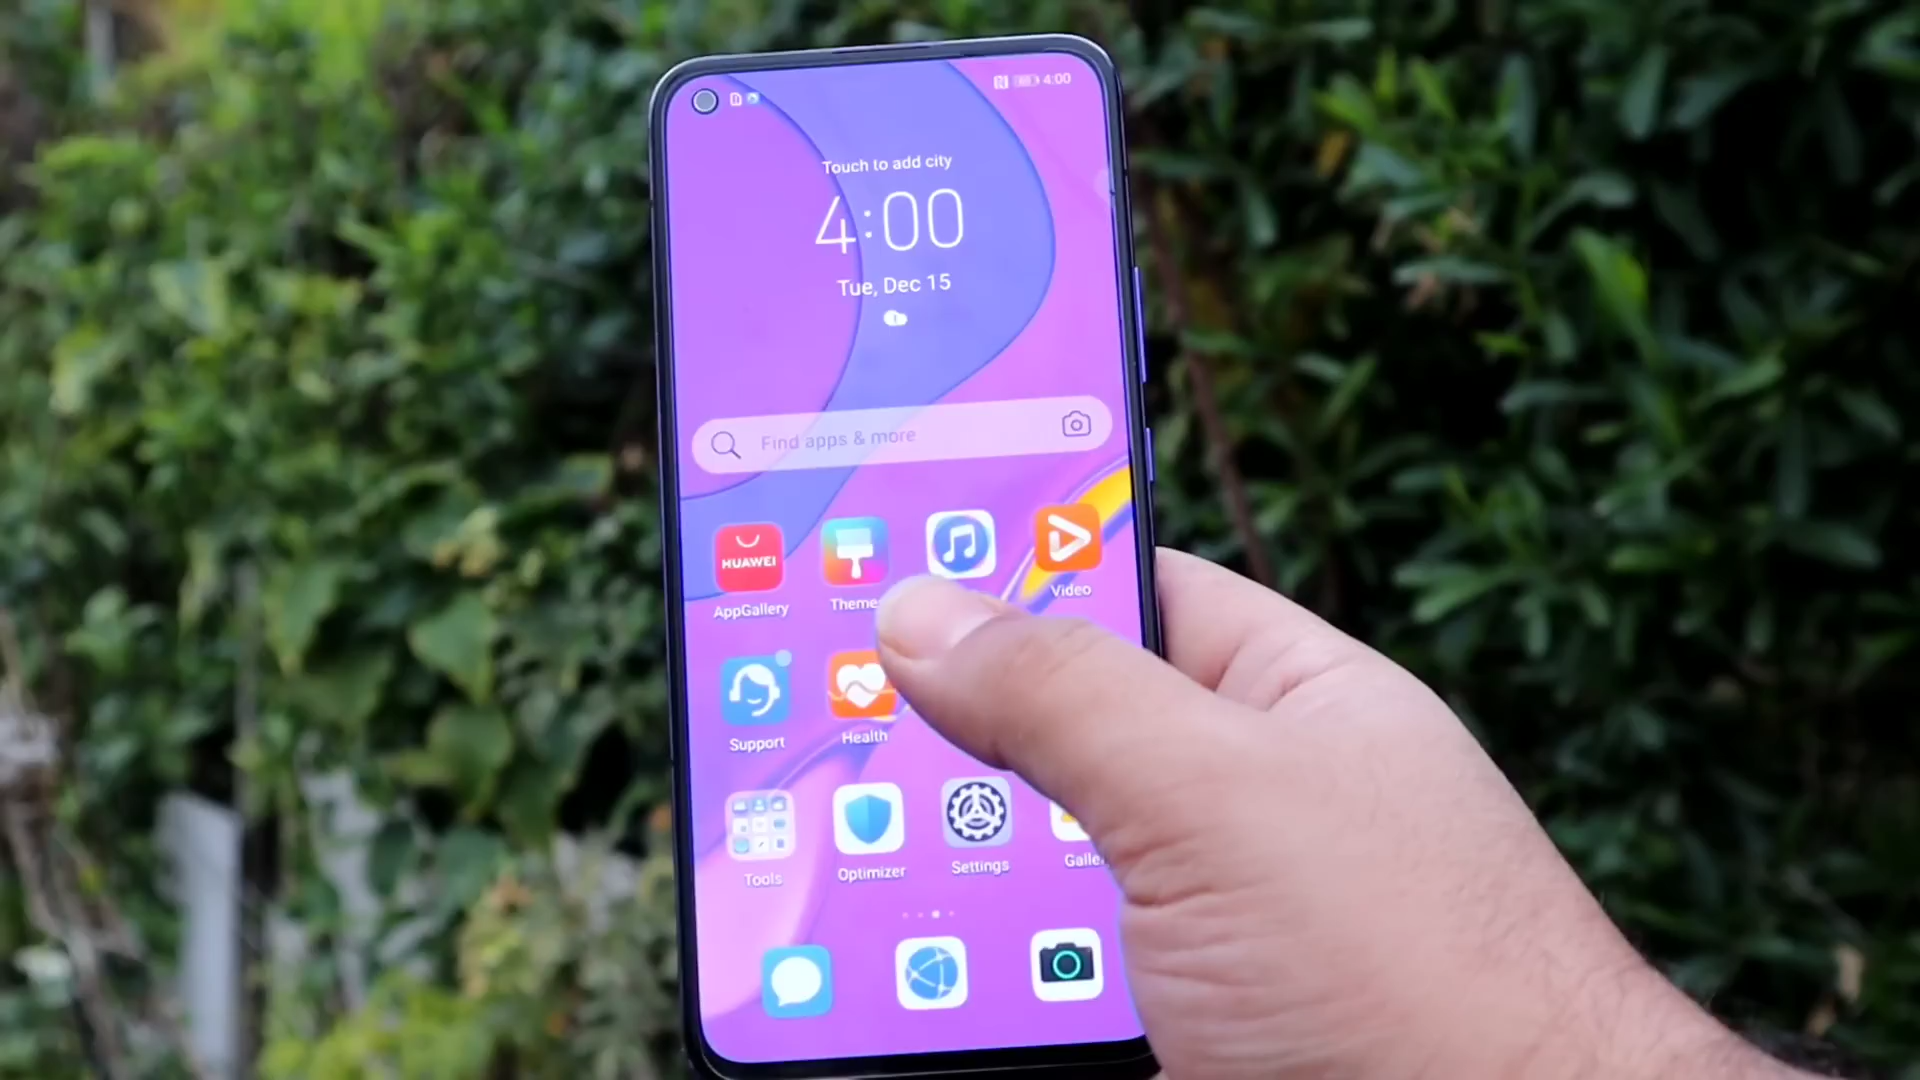 4:00
Touch to add city
4:00
Tue, Dec 15
Find apps & more
HUAWEI
AppGallery
Theme
Video
Support
Health
Tools
Optimizer
Settings
Galle